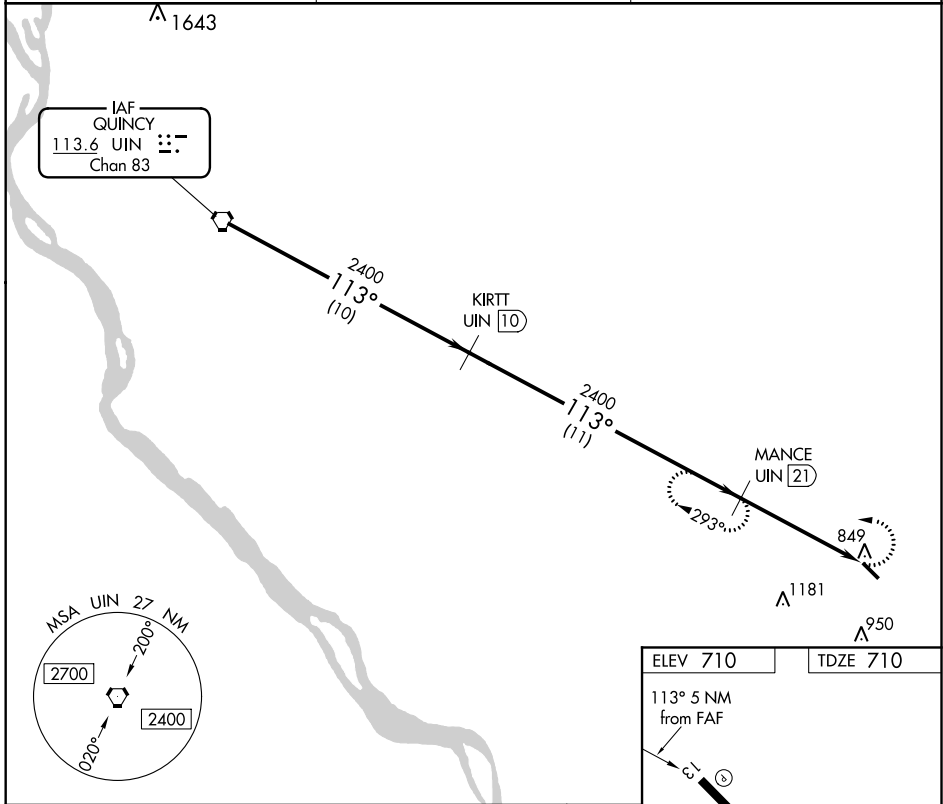 1643
IAF
QUINCY
113.6 UIN
Chan 83
2400
113°
(10)
KIRTT
UIN 10
2400
113°
(11)
MANCE
UIN 21
293°
849
1181
950
MSA UIN 27 NM
200°
2700
2400
020°
ELEV 710
TDZE 710
113° 5 NM
from FAF
13
P